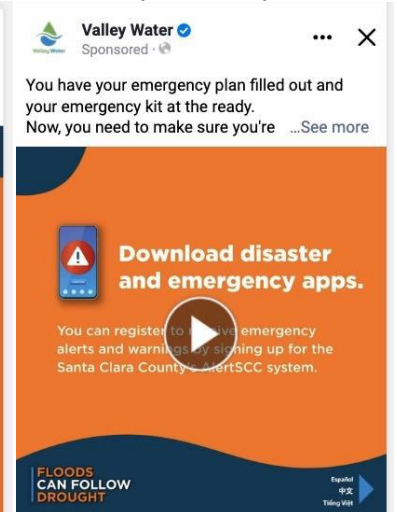 Valley Water
Valley Water
Sponsored ·
You have your emergency plan filled out and
your emergency kit at the ready.
Now, you need to make sure you're ...See more
Download disaster
and emergency apps.
You can register to receive emergency
alerts and warnings by signing up for the
Santa Clara County's AlertSCC system.
FLOODS
CAN FOLLOW
DROUGHT
Español
中文
Tiếng Việt